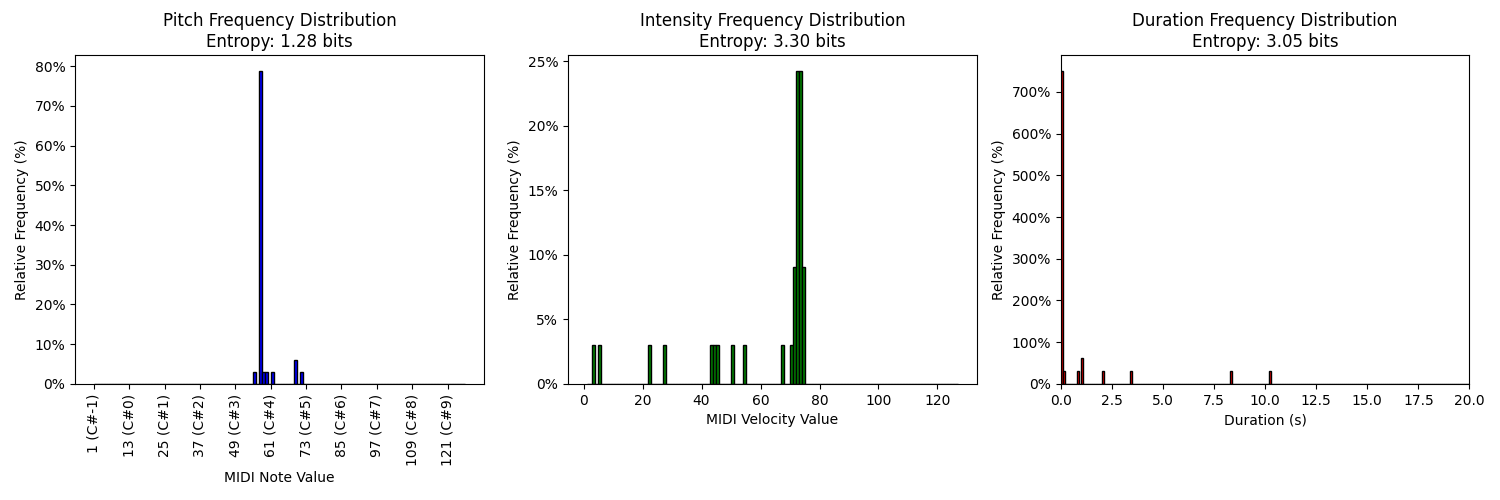 Pitch Frequency Distribution
Entropy: 1.28 bits
Relative Frequency (%)
80%
70%
60%
50%
40%
30%
20%
10%
0%
1 (C#-1)
13 (C#0)
25 (C#1)
37 (C#2)
49 (C#3)
61 (C#4)
73 (C#5)
85 (C#6)
97 (C#7)
109 (C#8)
121 (C#9)
MIDI Note Value
Intensity Frequency Distribution
Entropy: 3.30 bits
Relative Frequency (%)
25%
20%
15%
10%
5%
0%
0 20 40 60 80 100 120
MIDI Velocity Value
Duration Frequency Distribution
Entropy: 3.05 bits
Relative Frequency (%)
700%
600%
500%
400%
300%
200%
100%
0%
0.0 2.5 5.0 7.5 10.0 12.5 15.0 17.5 20.0
Duration (s)